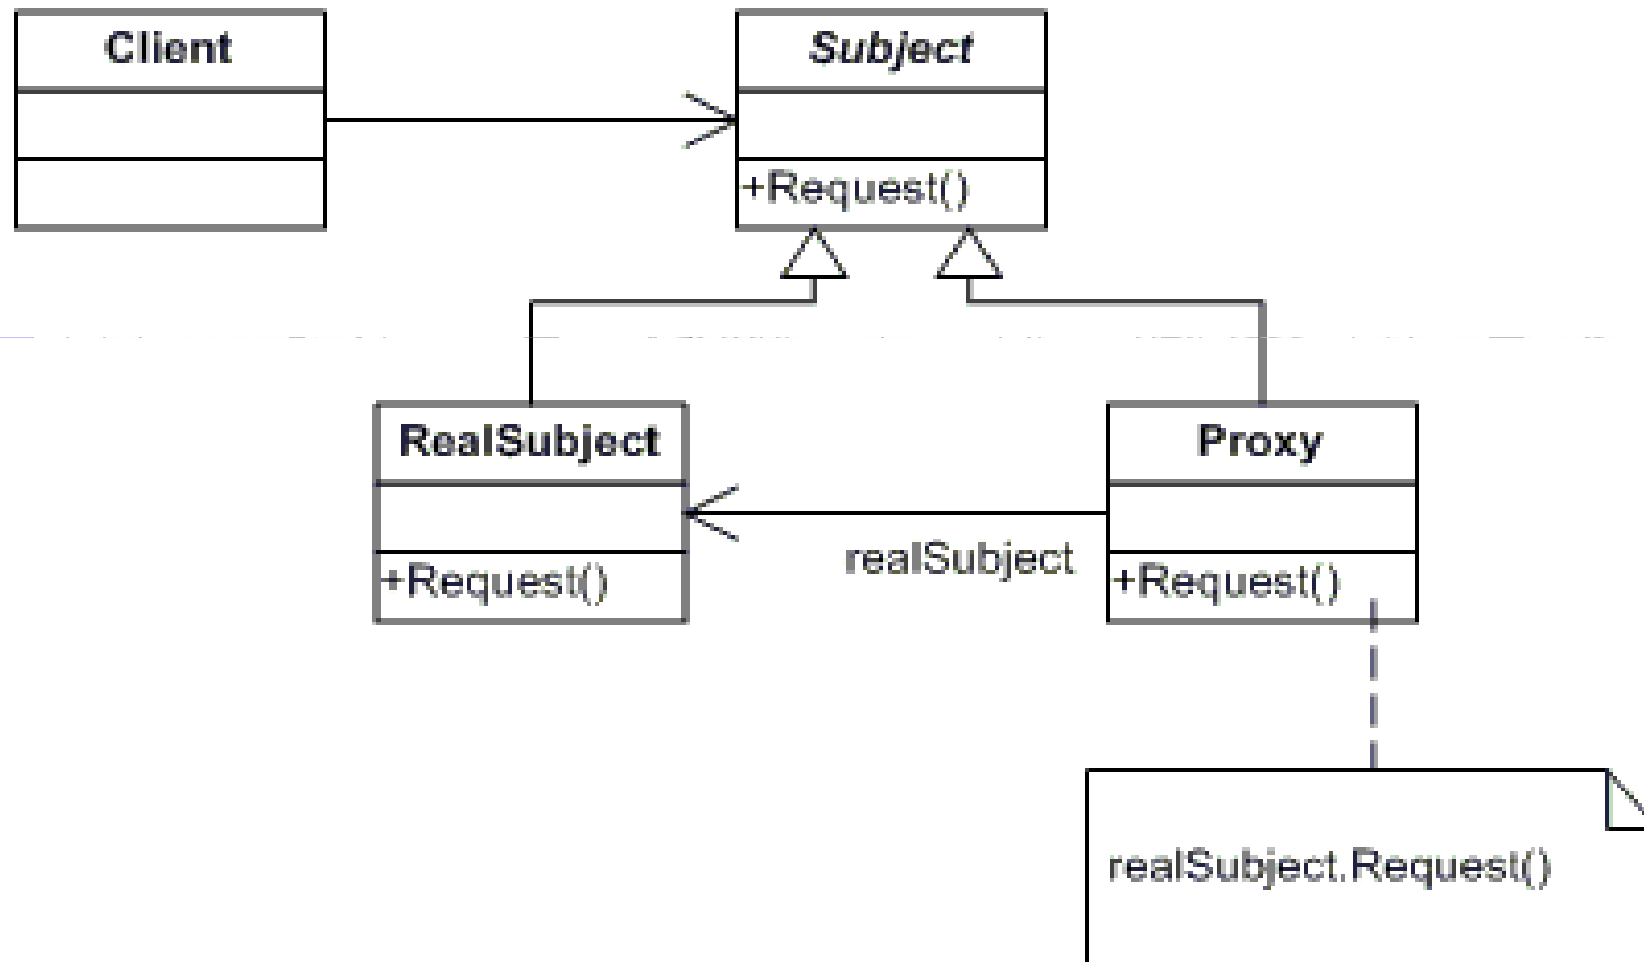 Client
Subject
+Request()
RealSubject
Proxy
realSubject
+Request()
+Request()
realSubject.Request()